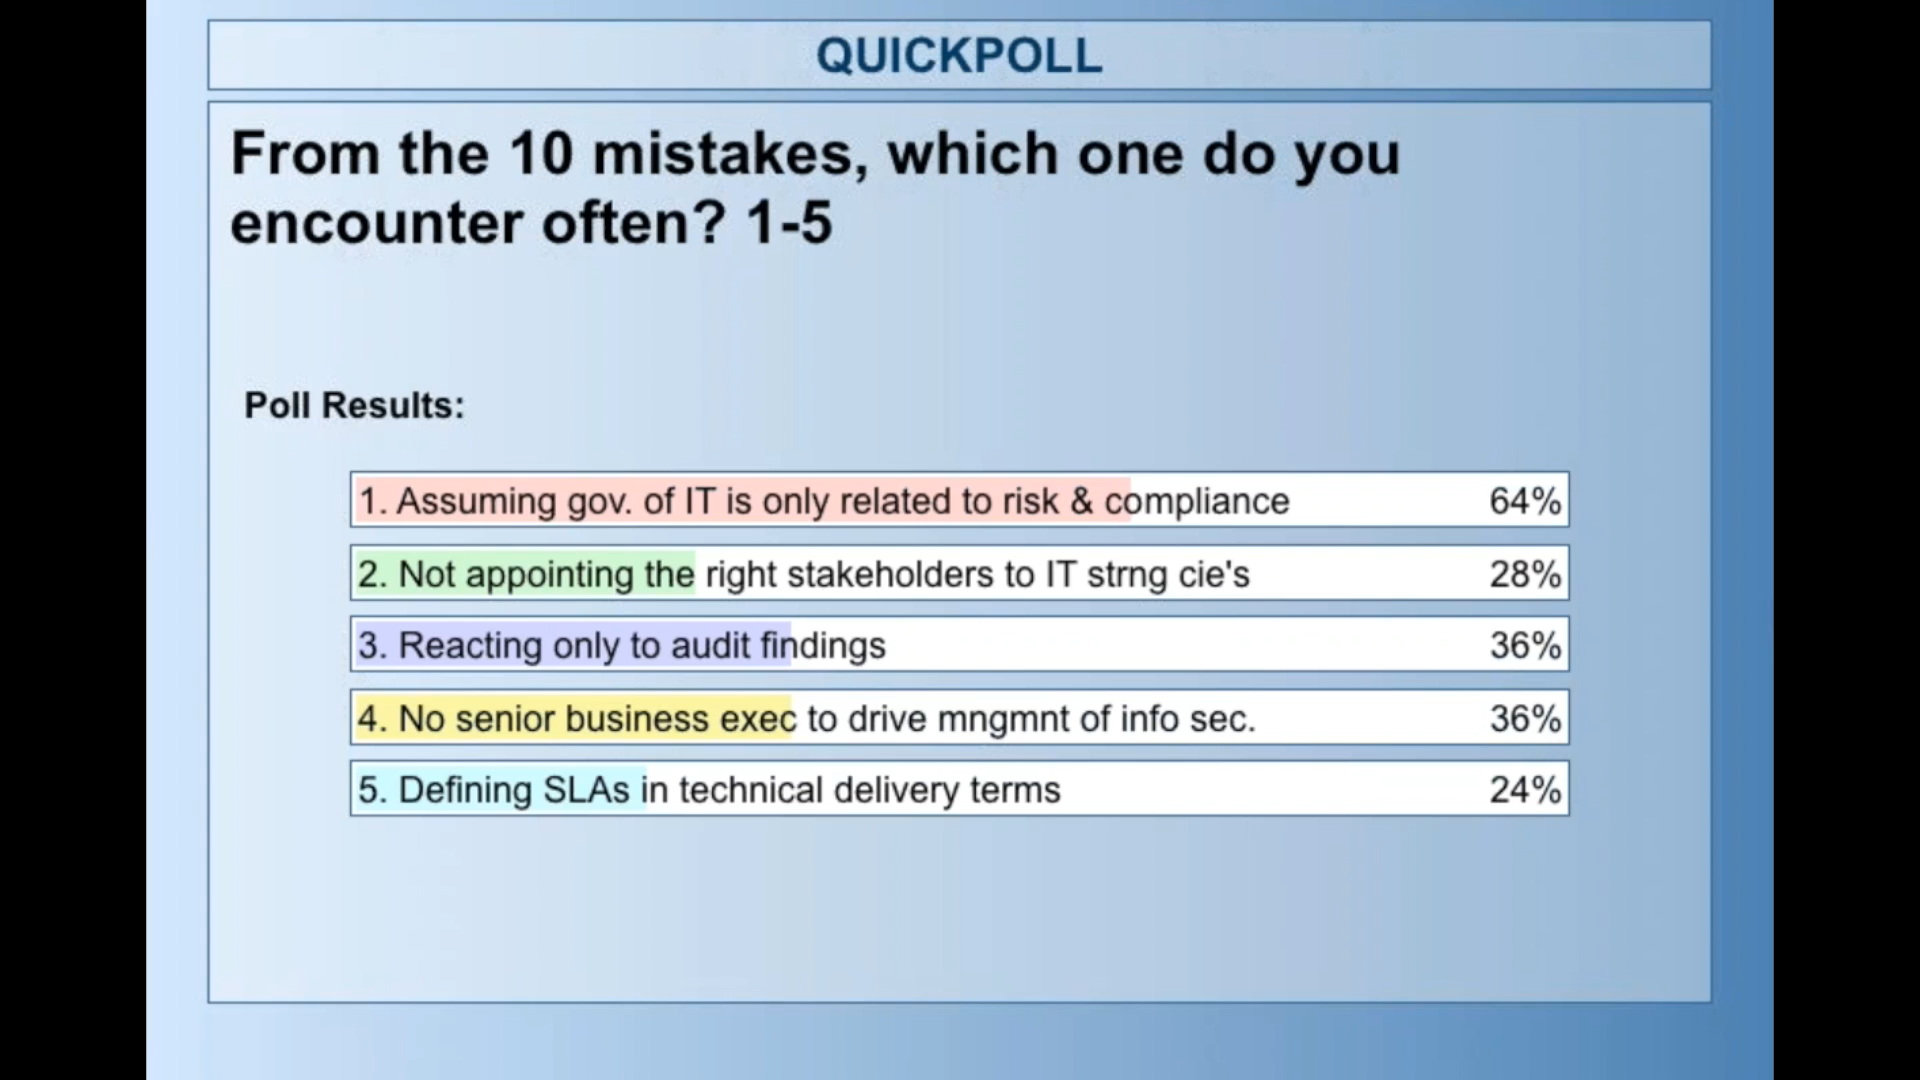 QUICKPOLL
From the 10 mistakes, which one do you
encounter often? 1-5
Poll Results:
1. Assuming gov. of IT is only related to risk & compliance 64%
2. Not appointing the right stakeholders to IT strng cie's 28%
3. Reacting only to audit findings 36%
4. No senior business exec to drive mngmnt of info sec. 36%
5. Defining SLAs in technical delivery terms 24%